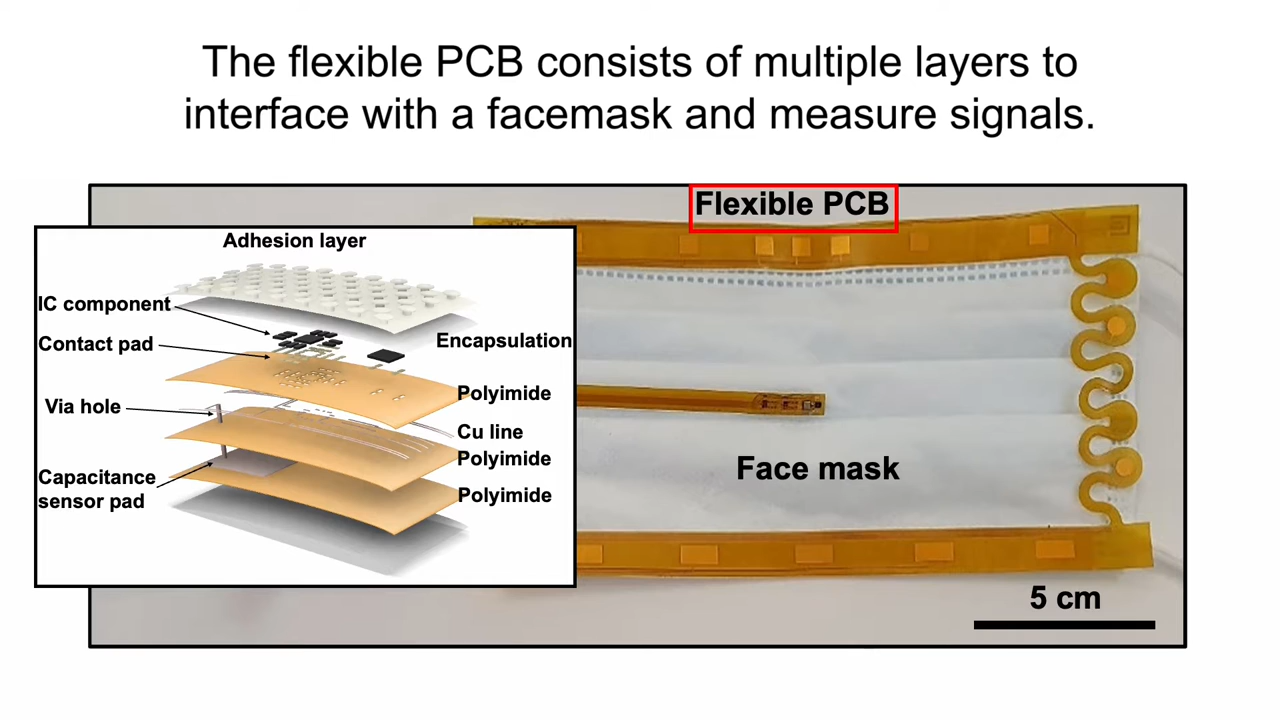 The flexible PCB consists of multiple layers to
interface with a facemask and measure signals.
Flexible PCB
Adhesion layer
IC component
Encapsulation
Contact pad
Polyimide
Via hole
Cu line
Polyimide
Capacitance
sensor pad
Polyimide
Face mask
5 cm